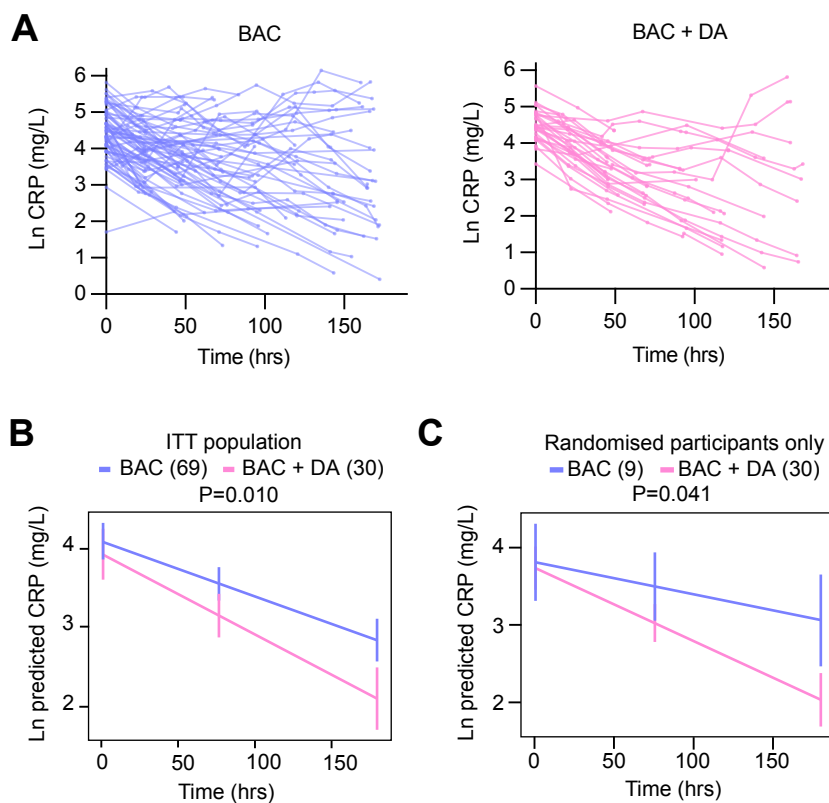 A
BAC
BAC + DA
Ln CRP (mg/L)
6
5
4
3
2
1
0
0 50 100 150
Time (hrs)
Ln CRP (mg/L)
6
5
4
3
2
1
0
0 50 100 150
Time (hrs)
B
ITT population
BAC (69) BAC + DA (30)
P=0.010
Ln predicted CRP (mg/L)
4
3
2
0 50 100 150
Time (hrs)
C
Randomised participants only
BAC (9) BAC + DA (30)
P=0.041
Ln predicted CRP (mg/L)
4
3
2
0 50 100 150
Time (hrs)